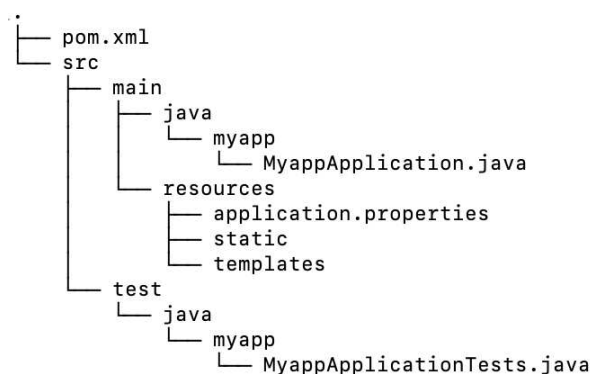 .
├── pom.xml
└── src
    ├── main
    │   ├── java
    │   │   └── myapp
    │   │       └── MyappApplication.java
    │   └── resources
    │       ├── application.properties
    │       ├── static
    │       └── templates
    └── test
        └── java
            └── myapp
                └── MyappApplicationTests.java